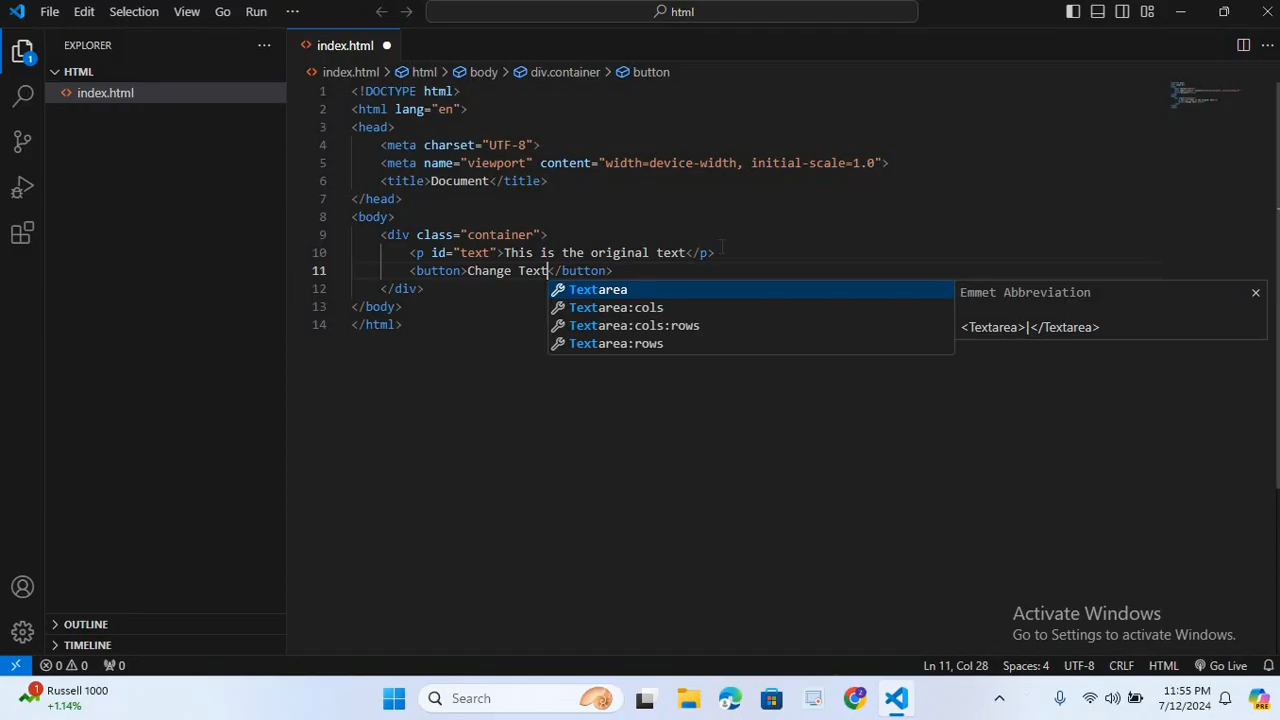 File Edit Selection View Go Run ··· html
EXPLORER ···
index.html
HTML
index.html
1
index.html > html > body > div.container > button
1 <!DOCTYPE html>
2 <html lang="en">
3 <head>
4 <meta charset="UTF-8">
5 <meta name="viewport" content="width=device-width, initial-scale=1.0">
6 <title>Document</title>
7 </head>
8 <body>
9 <div class="container">
10 <p id="text">This is the original text</p>
11 <button>Change Text</button>
12 </div>
13 </body>
14 </html>
Textarea
Textarea:cols
Textarea:cols:rows
Textarea:rows
Emmet Abbreviation
<Textarea>|</Textarea>
OUTLINE
TIMELINE
Activate Windows
Go to Settings to activate Windows.
0 0 0 Ln 11, Col 28 Spaces: 4 UTF-8 CRLF HTML Go Live
1
Russell 1000
+1.14%
Search
2
11:55 PM
7/12/2024
PRE